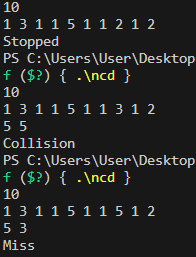 10
1 3 1 1 5 1 1 2 1 2
Stopped
PS C:\Users\User\Desktop
f ($?) { .\ncd }
10
1 3 1 1 5 1 1 3 1 2
5 5
Collision
PS C:\Users\User\Desktop
f ($?) { .\ncd }
10
1 3 1 1 5 1 1 5 1 2
5 3
Miss